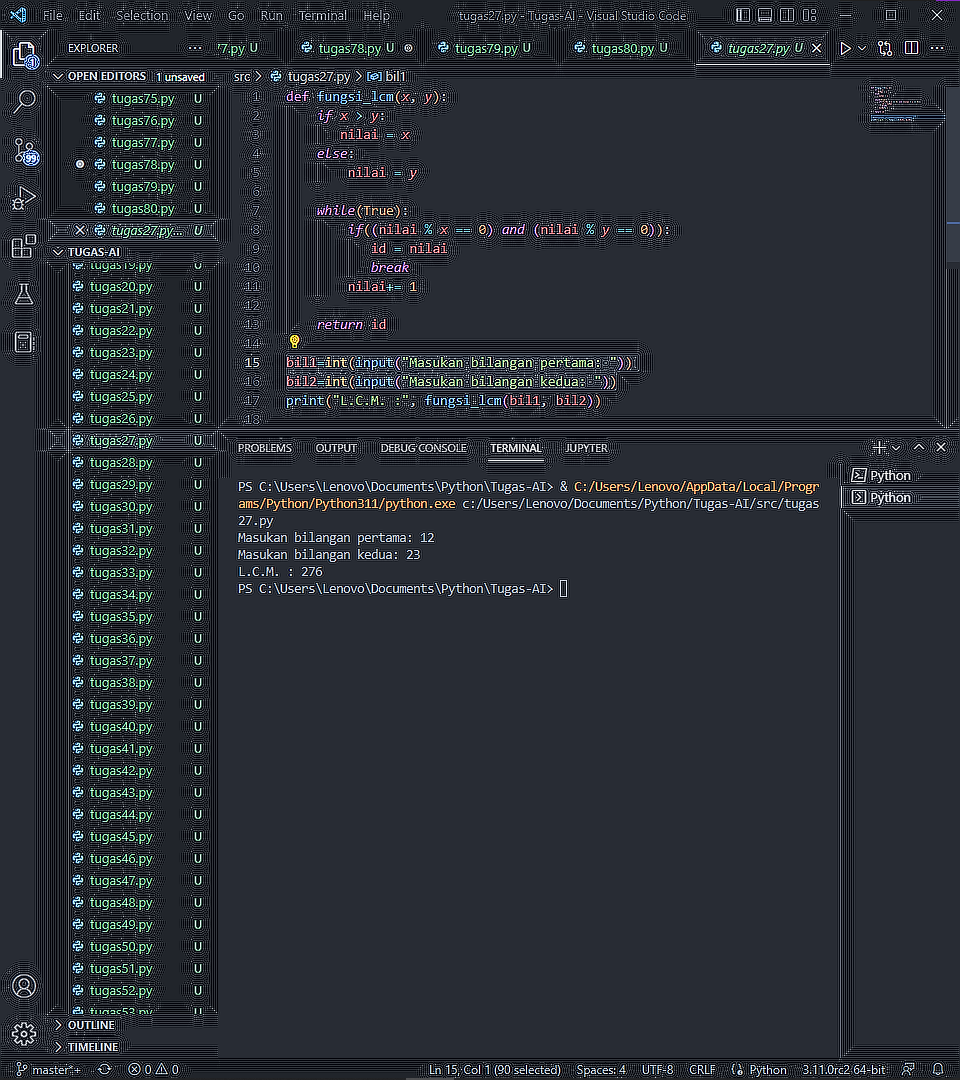 File Edit Selection View Go Run Terminal Help tugas27.py - Tugas-AI - Visual Studio Code
EXPLORER ... 77.py U tugas78.py U tugas79.py U tugas80.py U tugas27.py U
OPEN EDITORS 1 unsaved
tugas75.py U
tugas76.py U
tugas77.py U
tugas78.py U
tugas79.py U
tugas80.py U
tugas27.py... U
TUGAS-AI
tugas19.py U
tugas20.py U
tugas21.py U
tugas22.py U
tugas23.py U
tugas24.py U
tugas25.py U
tugas26.py U
tugas27.py U
tugas28.py U
tugas29.py U
tugas30.py U
tugas31.py U
tugas32.py U
tugas33.py U
tugas34.py U
tugas35.py U
tugas36.py U
tugas37.py U
tugas38.py U
tugas39.py U
tugas40.py U
tugas41.py U
tugas42.py U
tugas43.py U
tugas44.py U
tugas45.py U
tugas46.py U
tugas47.py U
tugas48.py U
tugas49.py U
tugas50.py U
tugas51.py U
tugas52.py U
tugas53.py U
OUTLINE
TIMELINE
src > tugas27.py > bil1
1 def fungsi_lcm(x, y):
2     if x > y:
3        nilai = x
4     else:
5         nilai = y
6
7     while(True):
8         if((nilai % x == 0) and (nilai % y == 0)):
9            id = nilai
10            break
11         nilai+= 1
12
13     return id
14
15 bil1=int(input("Masukan bilangan pertama: "))
16 bil2=int(input("Masukan bilangan kedua: "))
17 print("L.C.M. :", fungsi_lcm(bil1, bil2))
18
PROBLEMS OUTPUT DEBUG CONSOLE TERMINAL JUPYTER
PS C:\Users\Lenovo\Documents\Python\Tugas-AI> & C:/Users/Lenovo/AppData/Local/Progr
ams/Python/Python311/python.exe c:/Users/Lenovo/Documents/Python/Tugas-AI/src/tugas
27.py
Masukan bilangan pertama: 12
Masukan bilangan kedua: 23
L.C.M. : 276
PS C:\Users\Lenovo\Documents\Python\Tugas-AI>
Python
Python
1
99
master*+ 0 0 Ln 15, Col 1 (90 selected) Spaces: 4 UTF-8 CRLF Python 3.11.0rc2 64-bit